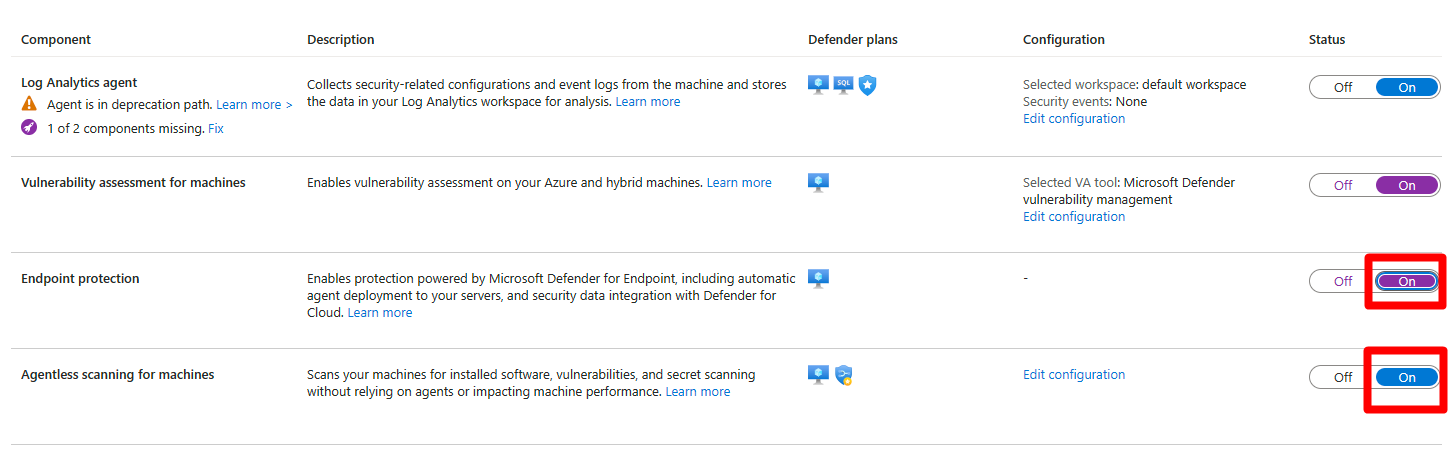 Component Description Defender plans Configuration Status
Log Analytics agent
Agent is in deprecation path. Learn more >
1 of 2 components missing. Fix
Collects security-related configurations and event logs from the machine and stores
the data in your Log Analytics workspace for analysis. Learn more
SQL
Selected workspace: default workspace
Security events: None
Edit configuration
Off On
Vulnerability assessment for machines
Enables vulnerability assessment on your Azure and hybrid machines. Learn more
Selected VA tool: Microsoft Defender
vulnerability management
Edit configuration
Off On
Endpoint protection
Enables protection powered by Microsoft Defender for Endpoint, including automatic
agent deployment to your servers, and security data integration with Defender for
Cloud. Learn more
-
Off On
Agentless scanning for machines
Scans your machines for installed software, vulnerabilities, and secret scanning
without relying on agents or impacting machine performance. Learn more
Edit configuration
Off On